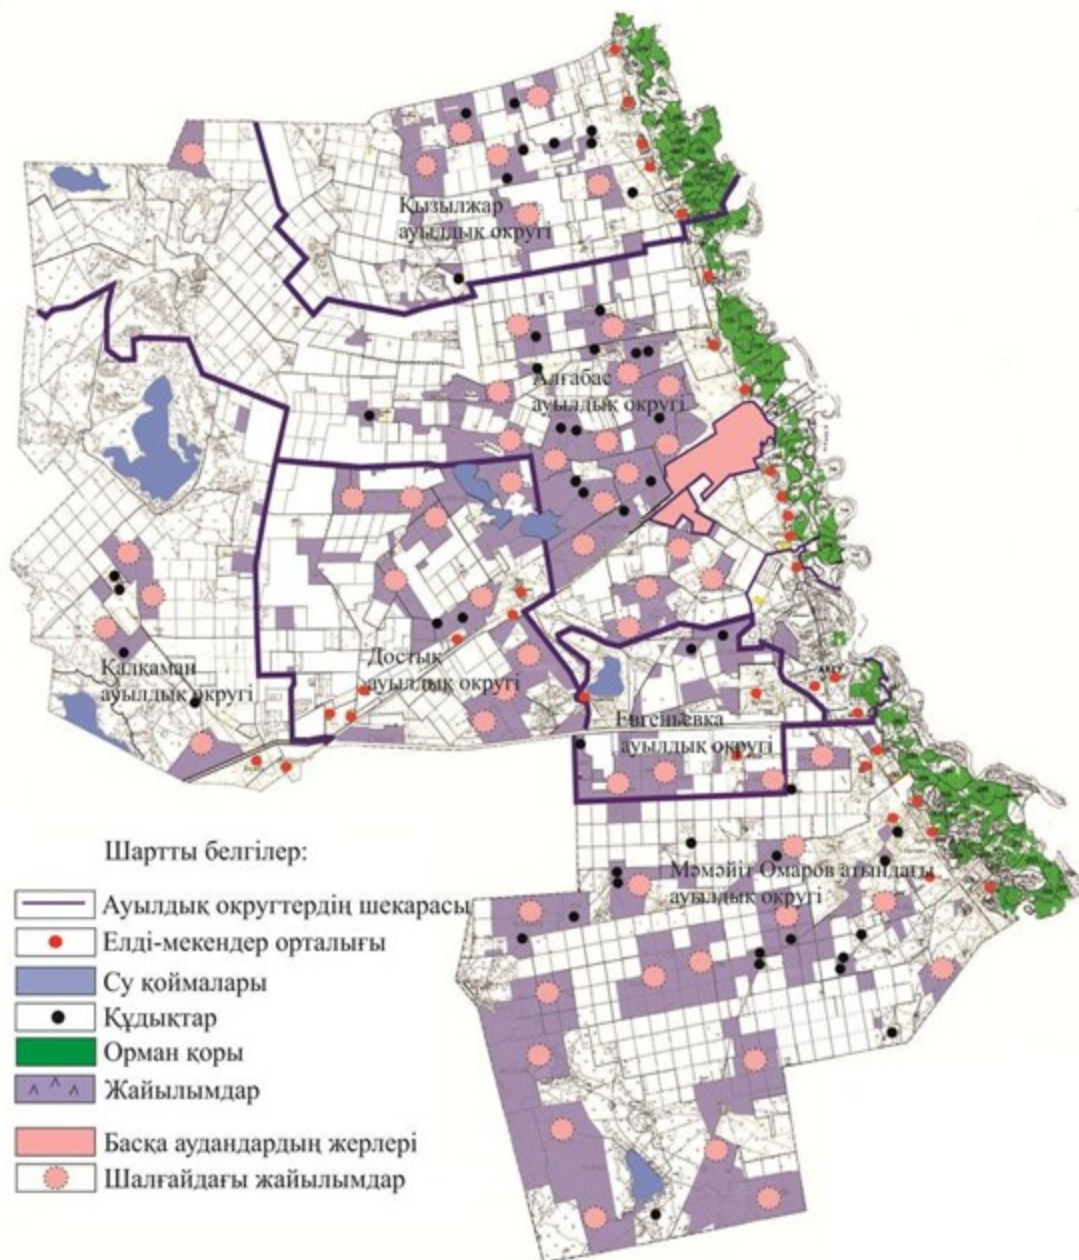 Қызылжар
ауылдық округі
Алғабас
ауылдық округі
Достық
ауылдық округі
Қалқаман
ауылдық округі
Евгеньевка
ауылдық округі
Мәмәйіт Омаров атындағы
ауылдық округі
Шартты белгілер:
Ауылдық округтердің шекарасы
Елді-мекендер орталығы
Су қоймалары
Құдықтар
Орман қоры
Жайылымдар
Басқа аудандардың жерлері
Шалғайдағы жайылымдар